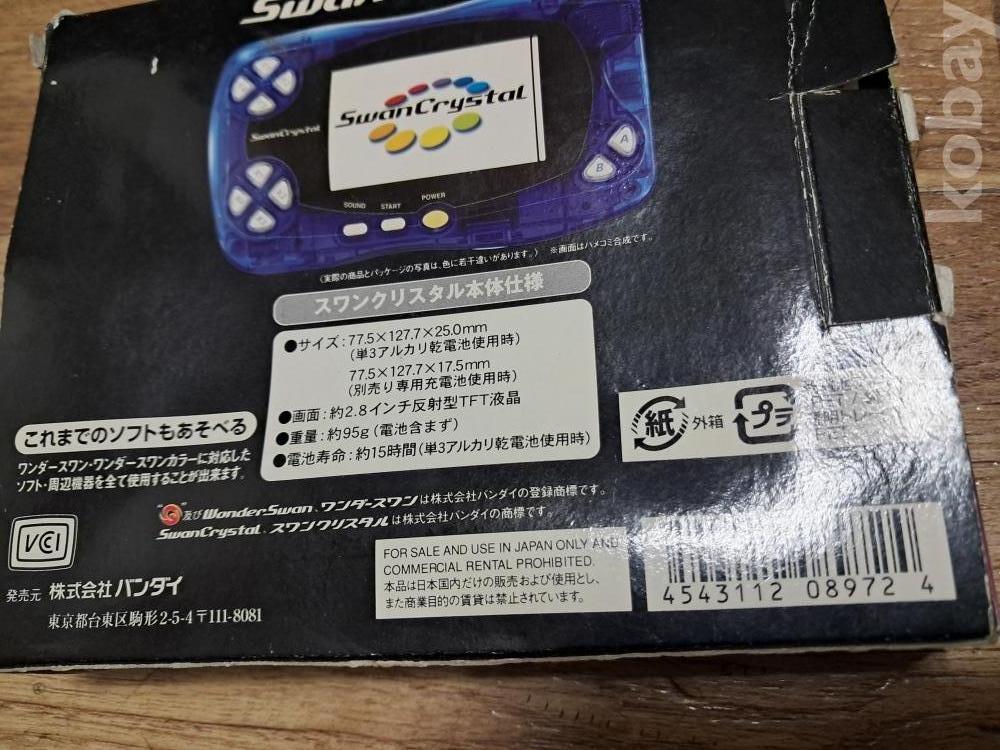 SwanCrystal
SwanCrystal
A
B
SOUND
START
POWER
(実際の商品とパッケージの写真は、色に若干違いがあります。)
※画面はハメコミ合成です。
スワンクリスタル本体仕様
●サイズ:77.5×127.7×25.0mm
(単3アルカリ乾電池使用時)
77.5×127.7×17.5mm
(別売り専用充電池使用時)
●画面:約2.8インチ反射型TFT液晶
●重量:約95g(電池含まず)
●電池寿命:約15時間(単3アルカリ乾電池使用時)
これまでのソフトもあそべる
ワンダースワン・ワンダースワンカラーに対応した
ソフト・周辺機器を全て使用することが出来ます。
紙
外箱
プラ
及びWonderSwan、ワンダースワンは株式会社バンダイの登録商標です。
SwanCrystal、スワンクリスタルは株式会社バンダイの商標です。
VCI
発売元 株式会社 バンダイ
東京都台東区駒形2-5-4〒111-8081
FOR SALE AND USE IN JAPAN ONLY AND
COMMERCIAL RENTAL PROHIBITED.
本品は日本国内だけの販売および使用とし、
また商業目的の賃貸は禁止されています。
4543112 08972 4
kobay